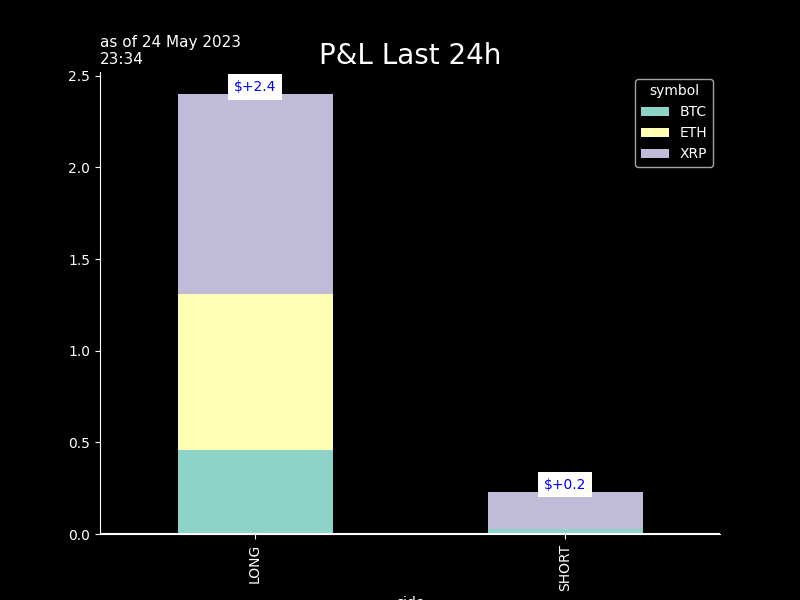 as of 24 May 2023
23:34
P&L Last 24h
2.5
2.0
1.5
1.0
0.5
0.0
$+2.4
$+0.2
symbol
BTC
ETH
XRP
LONG
SHORT